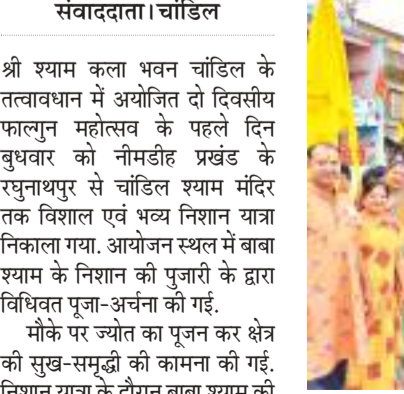 संवाददाता। चांडिल
श्री श्याम कला भवन चांडिल के
तत्वावधान में अयोजित दो दिवसीय
फाल्गुन महोत्सव के पहले दिन
बुधवार को नीमडीह प्रखंड के
रघुनाथपुर से चांडिल श्याम मंदिर
तक विशाल एवं भव्य निशान यात्रा
निकाला गया. आयोजन स्थल में बाबा
श्याम के निशान की पुजारी के द्वारा
विधिवत पूजा-अर्चना की गई.
मौके पर ज्योत का पूजन कर क्षेत्र
की सुख-समृद्धी की कामना की गई.
निशान यात्रा के दौरान बाबा श्याम की